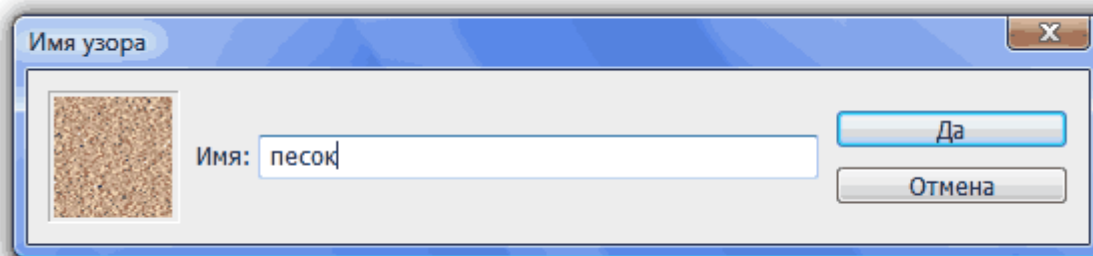 Имя узора
Имя: песок
Да
Отмена